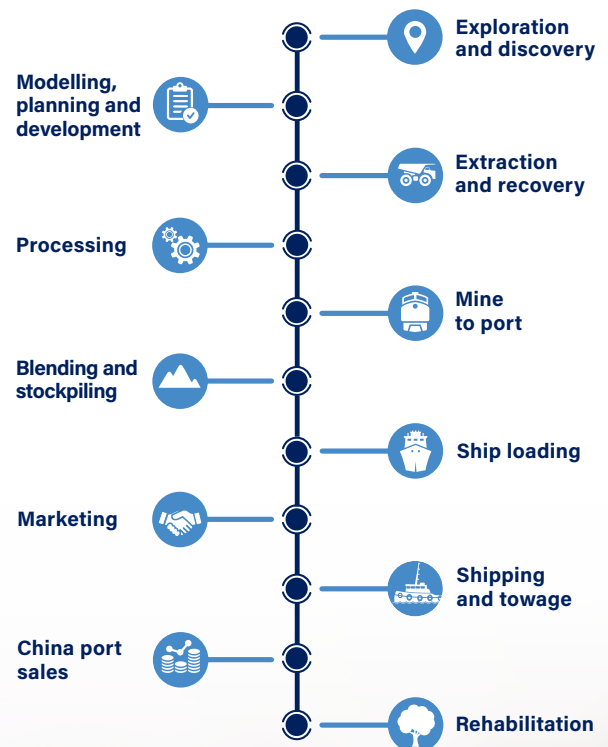 Exploration
and discovery
Modelling,
planning and
development
Extraction
and recovery
Processing
Mine
to port
Blending and
stockpiling
Ship loading
Marketing
Shipping
and towage
China port
sales
Rehabilitation